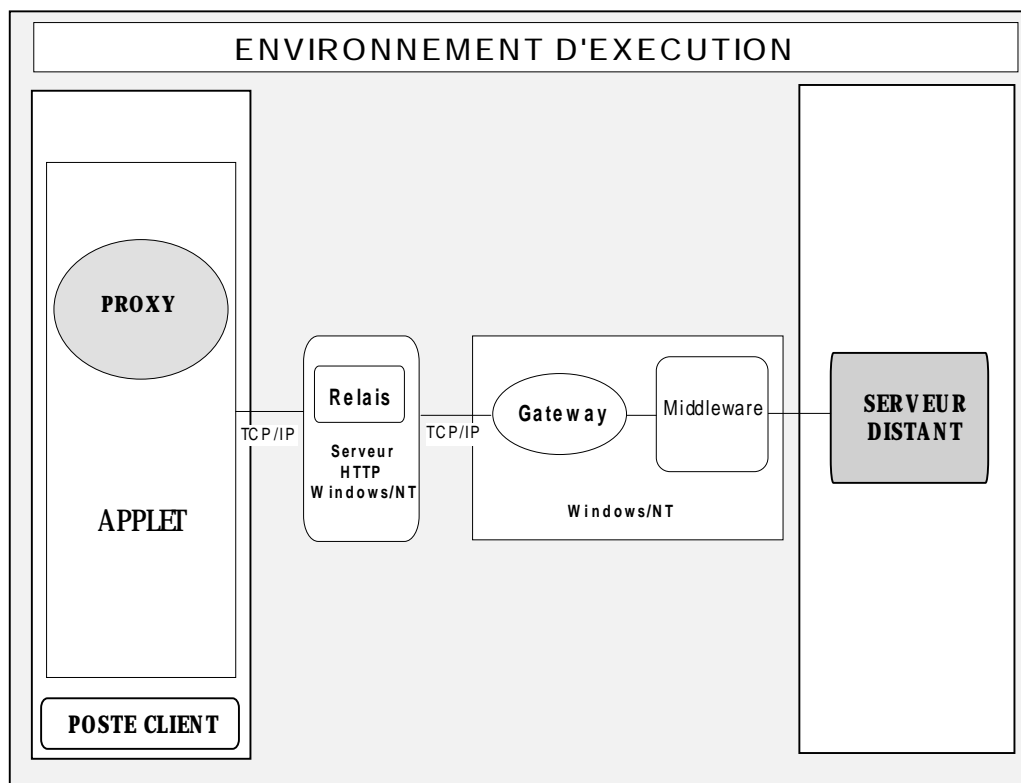 ENVIRONNEMENT D'EXECUTION
PROXY
APPLET
POSTE CLIENT
TCP/IP
Relais
Serveur
HTTP
Windows/NT
TCP/IP
Gateway
Middleware
Windows/NT
SERVEUR
DISTANT